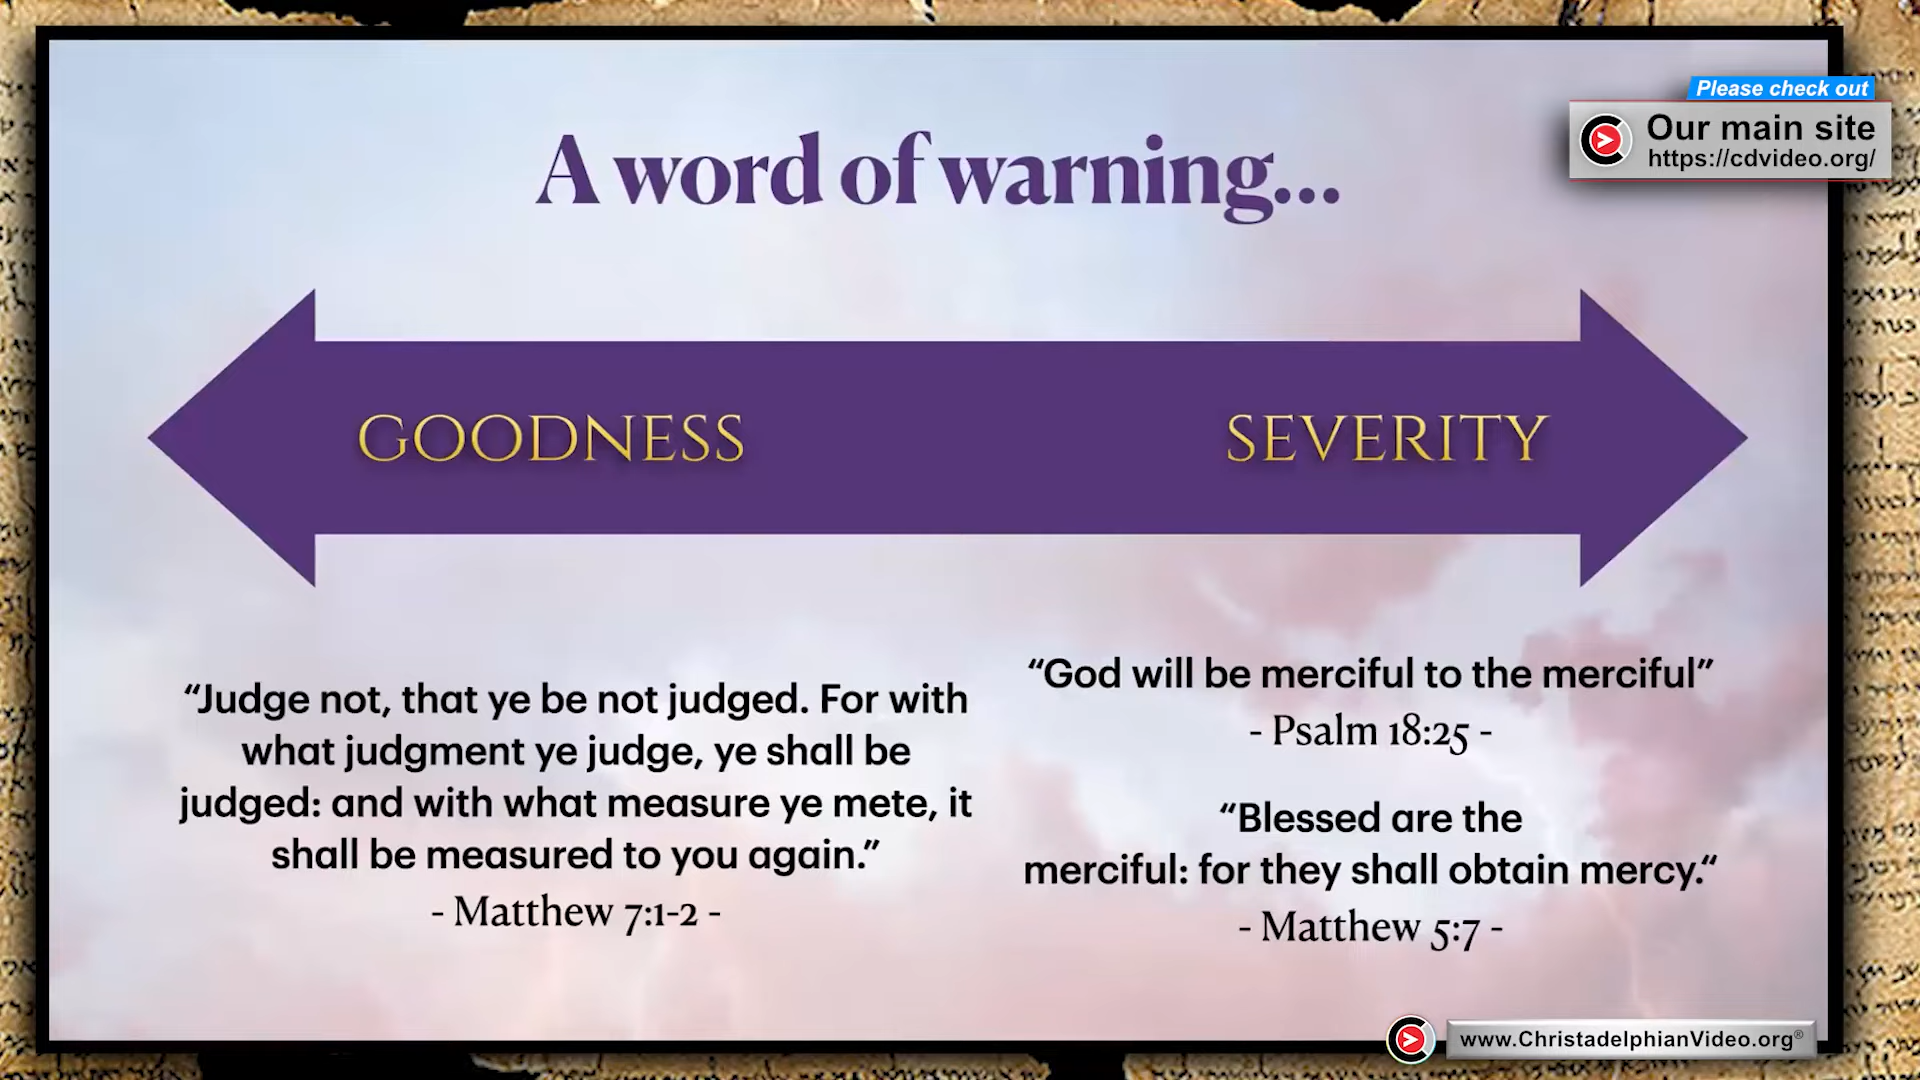 Please check out
Our main site
https://cdvideo.org/
A word of warning...
GOODNESS
SEVERITY
“Judge not, that ye be not judged. For with
what judgment ye judge, ye shall be
judged: and with what measure ye mete, it
shall be measured to you again.”
- Matthew 7:1-2 -
“God will be merciful to the merciful”
- Psalm 18:25 -
“Blessed are the
merciful: for they shall obtain mercy.“
- Matthew 5:7 -
www.ChristadelphianVideo.org®